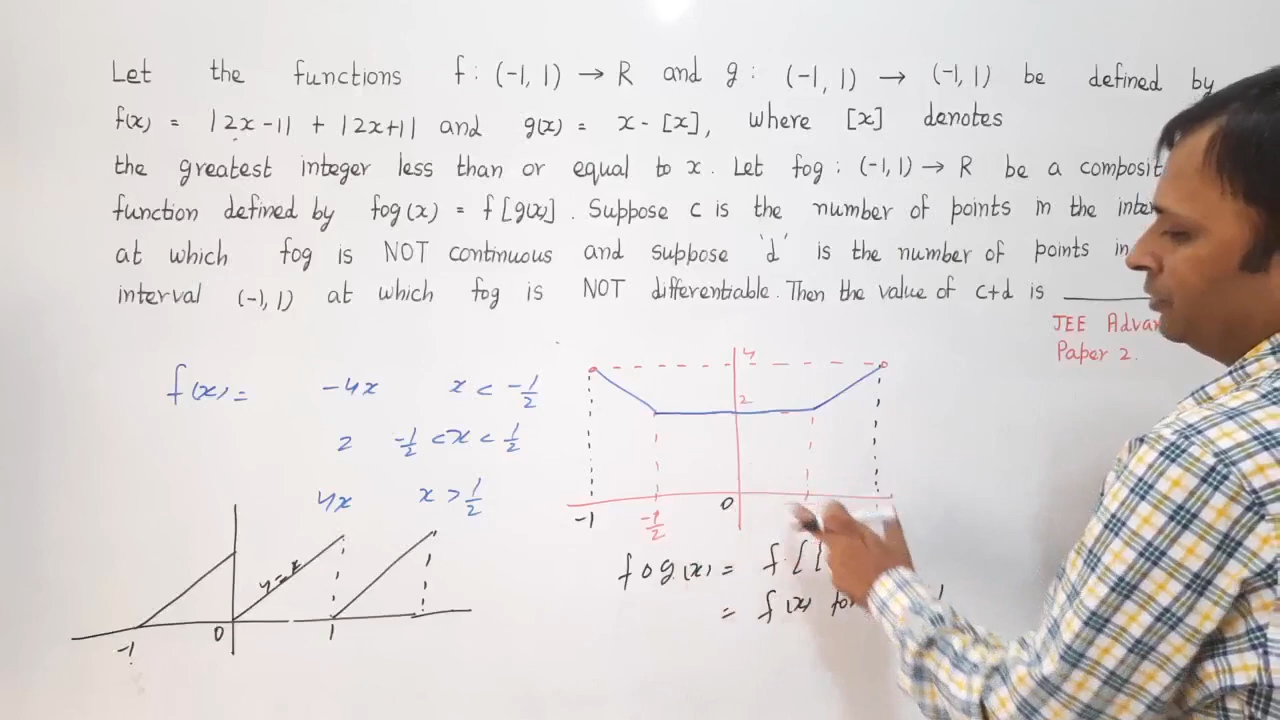 Let the functions f: (-1, 1) → R and g: (-1, 1) → (-1, 1) be defined by
f(x) = |2x-1| + |2x+1| and g(x) = x - [x], where [x] denotes
the greatest integer less than or equal to x. Let fog : (-1, 1) → R be a composit
function defined by fog(x) = f[g(x)]. Suppose c is the number of points in the
at which fog is NOT continuous and suppose 'd' is the number of points in
interval (-1, 1) at which fog is NOT differentiable. Then the value of c+d is ____
JEE
Paper 2.
f(x) = -4x x < -1/2
2 -1/2 < x < 1/2
4x x > 1/2
4
2
-1 -1/2 0
y = x
-1 0 1
fog(x) = f[
= f(x)